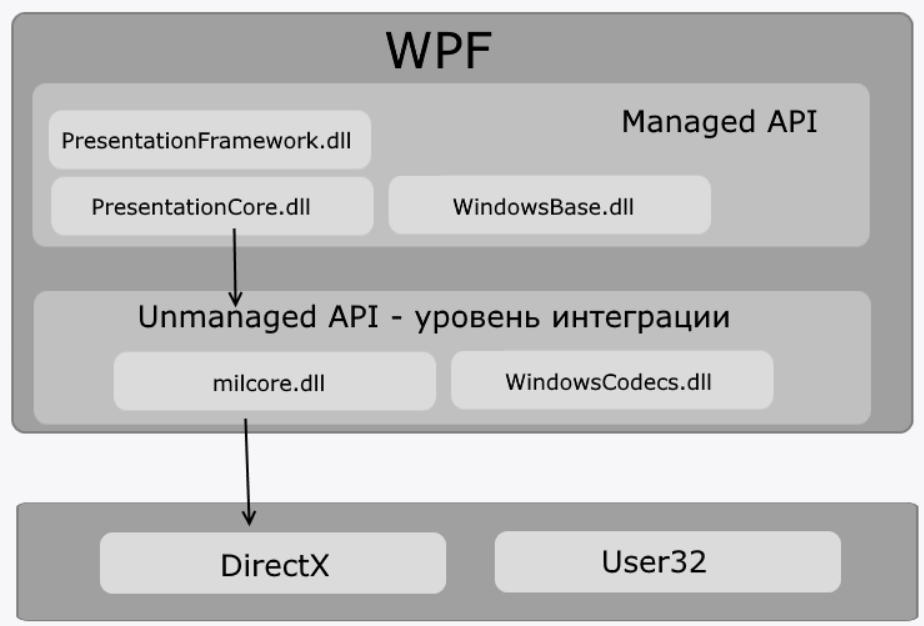 WPF
Managed API
PresentationFramework.dll
PresentationCore.dll
WindowsBase.dll
Unmanaged API - уровень интеграции
milcore.dll
WindowsCodecs.dll
DirectX
User32